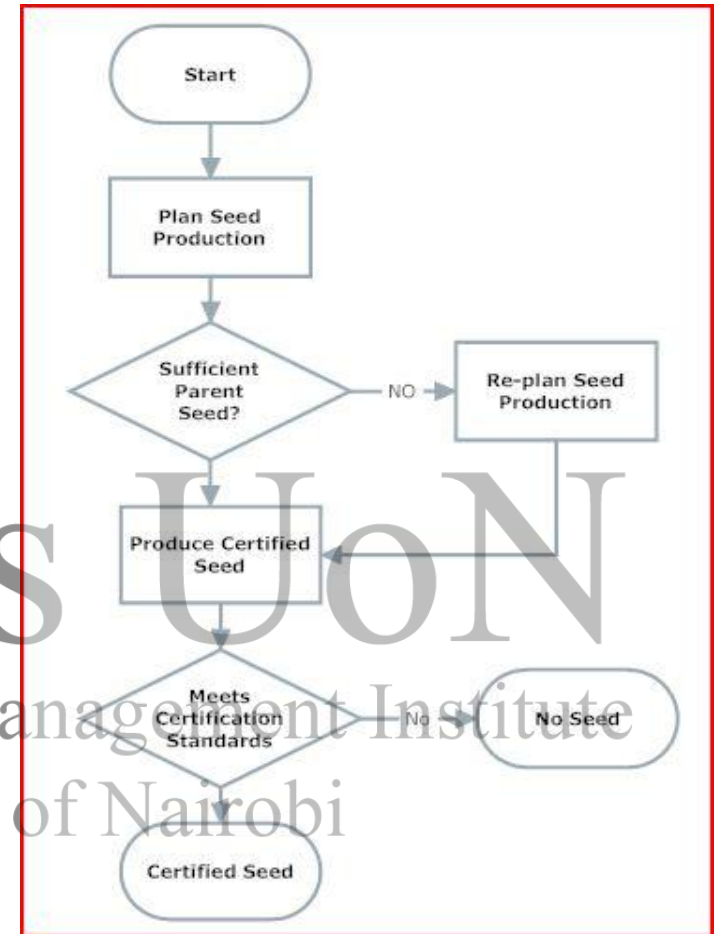 Start
Plan Seed
Production
Sufficient
Parent
Seed?
NO
Re-plan Seed
Production
Produce Certified
Seed
s UoN
Meets
Certification
Standards
No
No Seed
anagement Institute
of Nairobi
Certified Seed